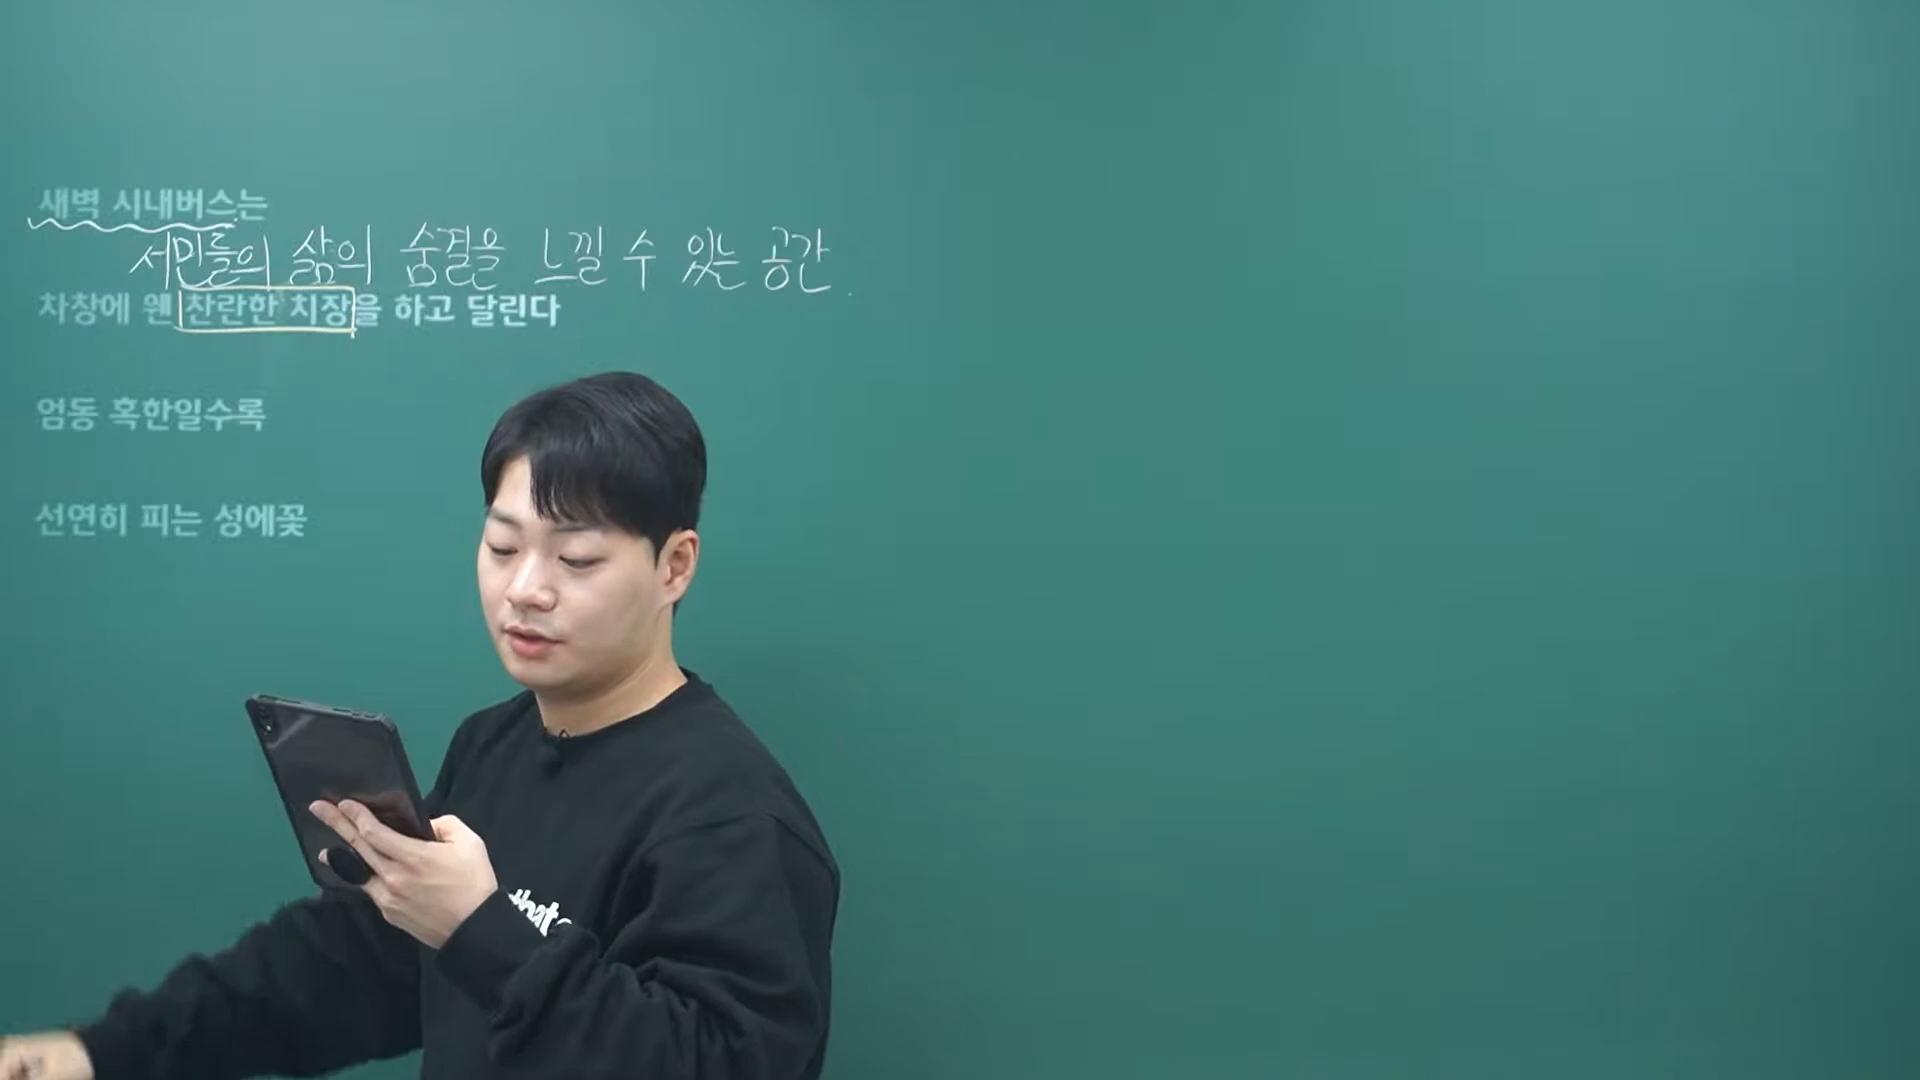 새벽 시내버스는
서민들의 삶의 숨결을 느낄 수 있는 공간.
차창에 웬 찬란한 치장을 하고 달린다
엄동 혹한일수록
선연히 피는 성에꽃
that